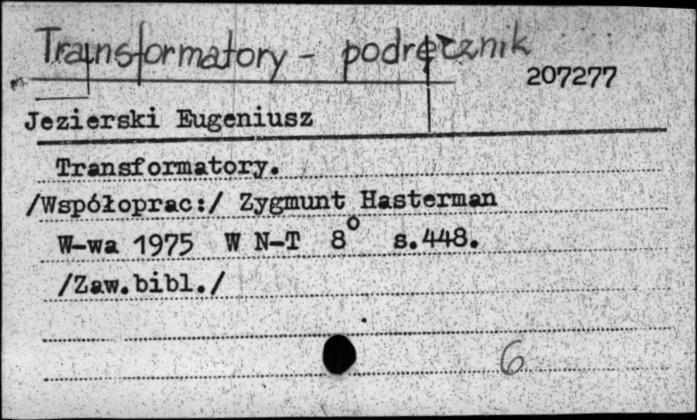 Transformatory - podręcznik
207277
Jezierski Eugeniusz
Transformatory.
/Współoprac:/ Zygmunt Hasterman
W-wa 1975 W N-T 8° s.448.
/Zaw.bibl./
6